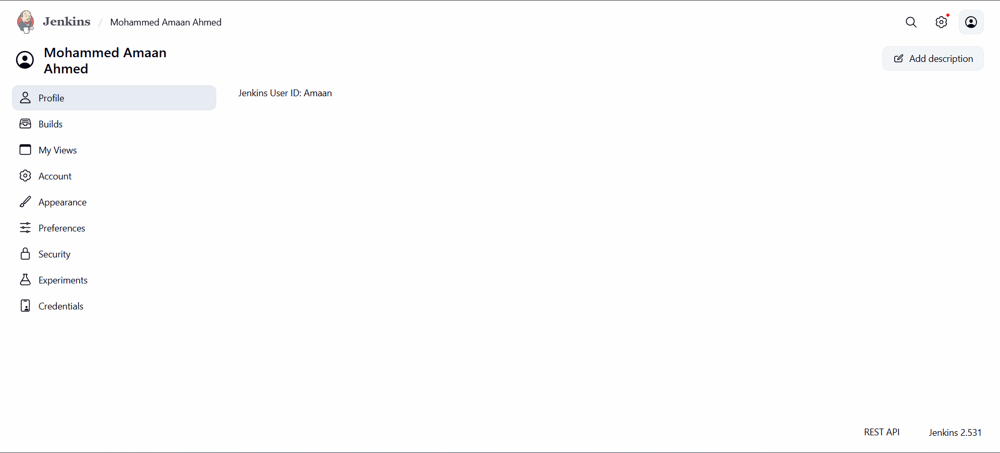 Jenkins / Mohammed Amaan Ahmed
Mohammed Amaan
Ahmed
Add description
Profile
Builds
My Views
Account
Appearance
Preferences
Security
Experiments
Credentials
Jenkins User ID: Amaan
REST API
Jenkins 2.531